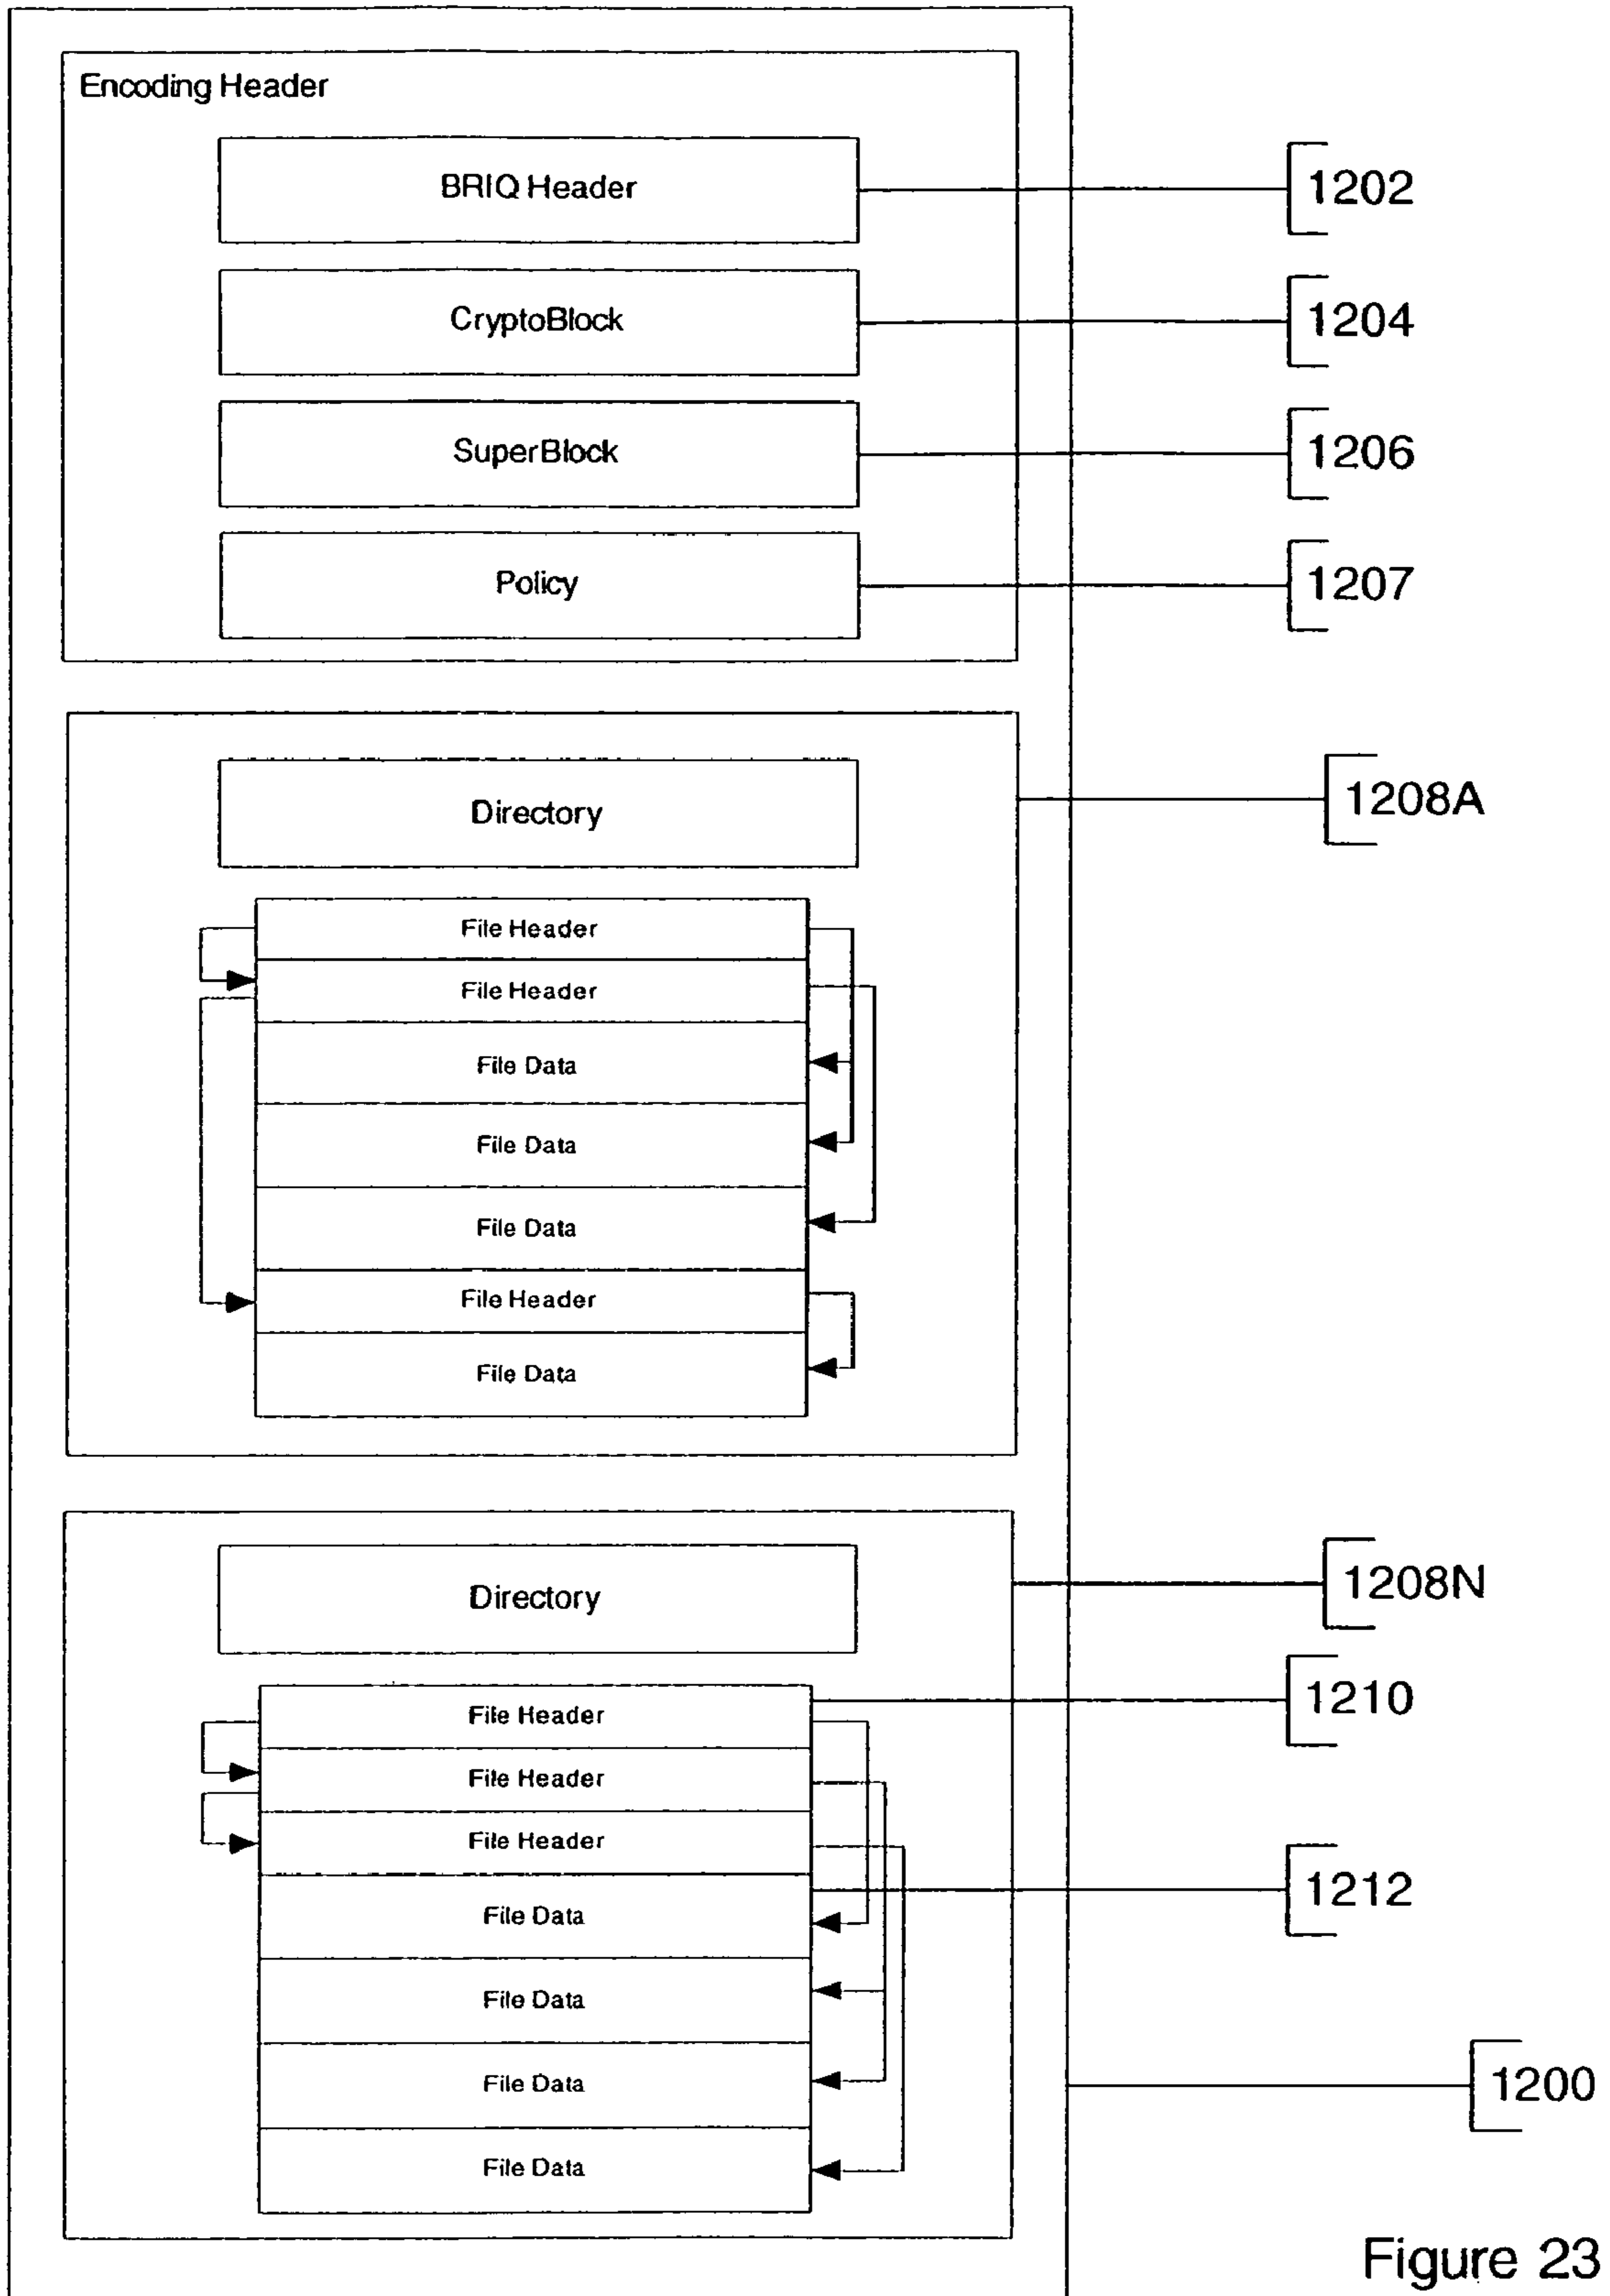 Encoding Header
BRIQ Header
1202
CryptoBlock
1204
SuperBlock
1206
Policy
1207
Directory
1208A
File Header
File Header
File Data
File Data
File Data
File Header
File Data
Directory
1208N
File Header
1210
File Header
File Header
File Data
1212
File Data
File Data
File Data
1200
Figure 23